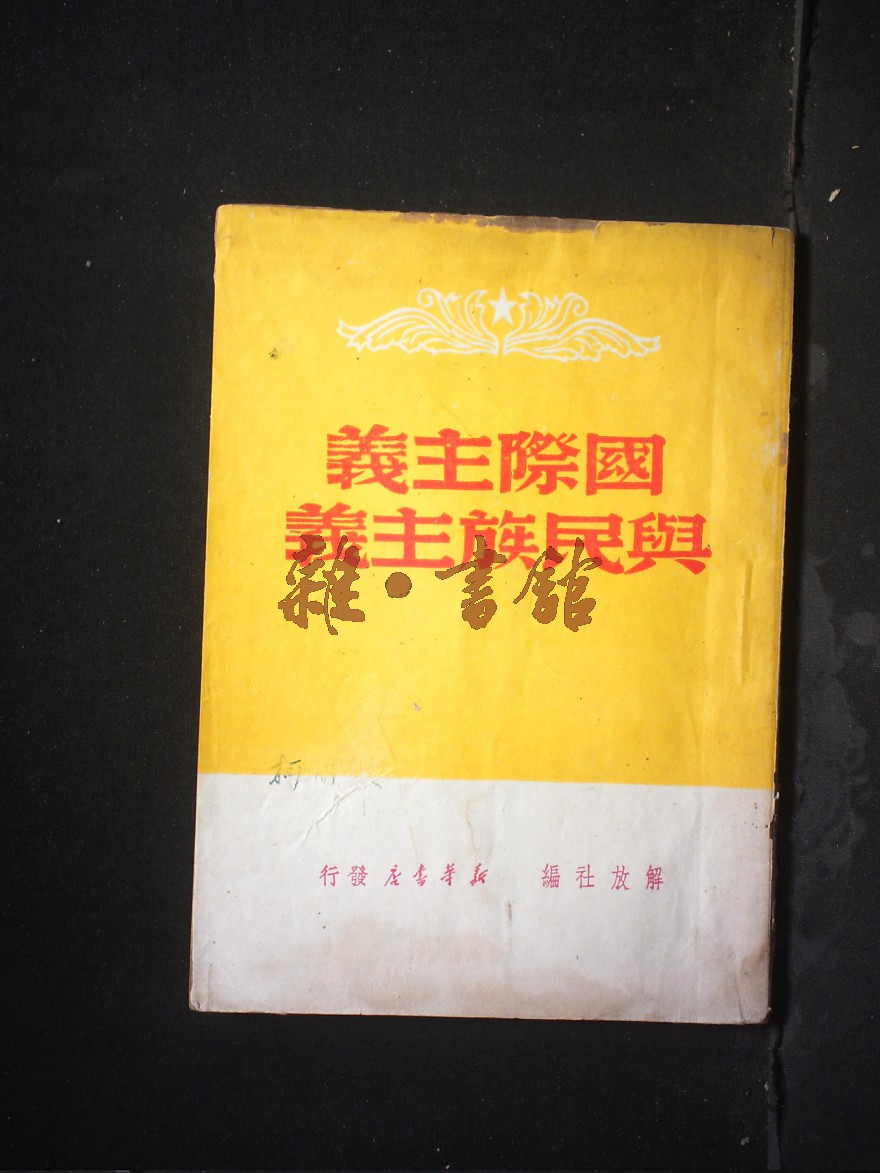 國際主義
與民族主義
雜·書館
柯
解放社編 新華書店發行